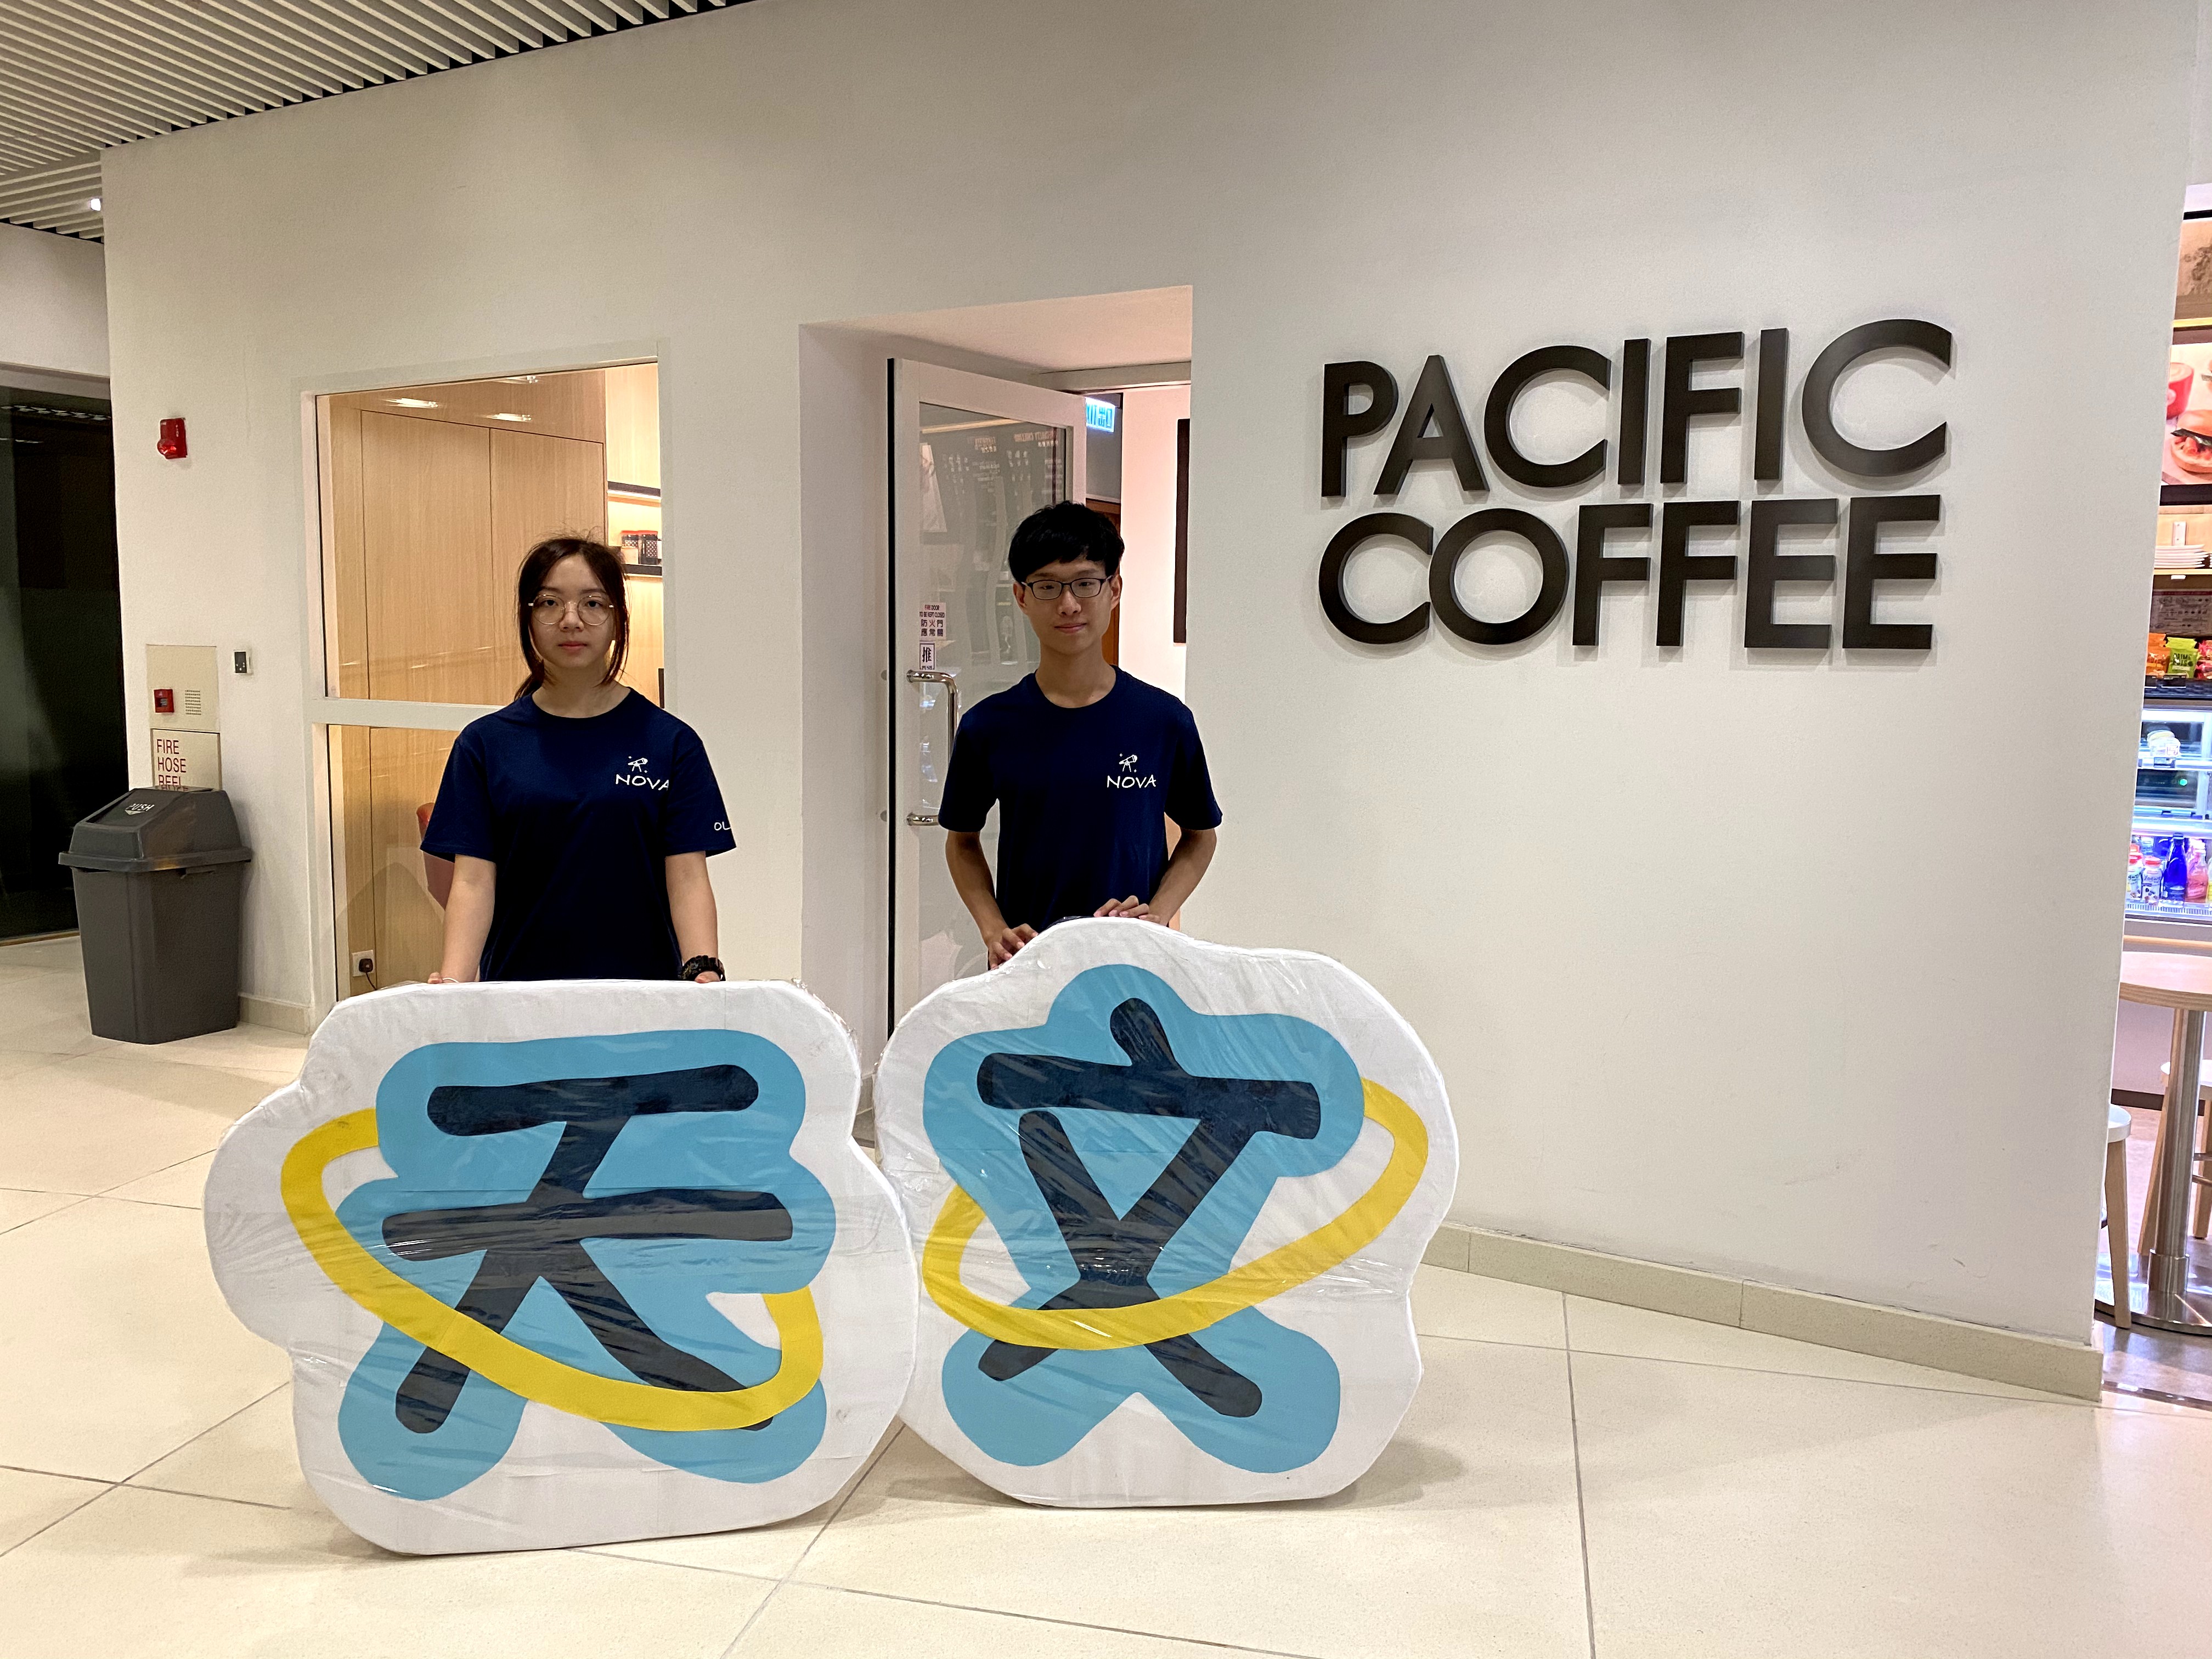 PACIFIC
COFFEE
FIRE DOOR
TO BE KEPT CLOSED
防火門
應常關
推
FIRE
HOSE
REEL
PUSH
NOVA
OL
NOVA
天文